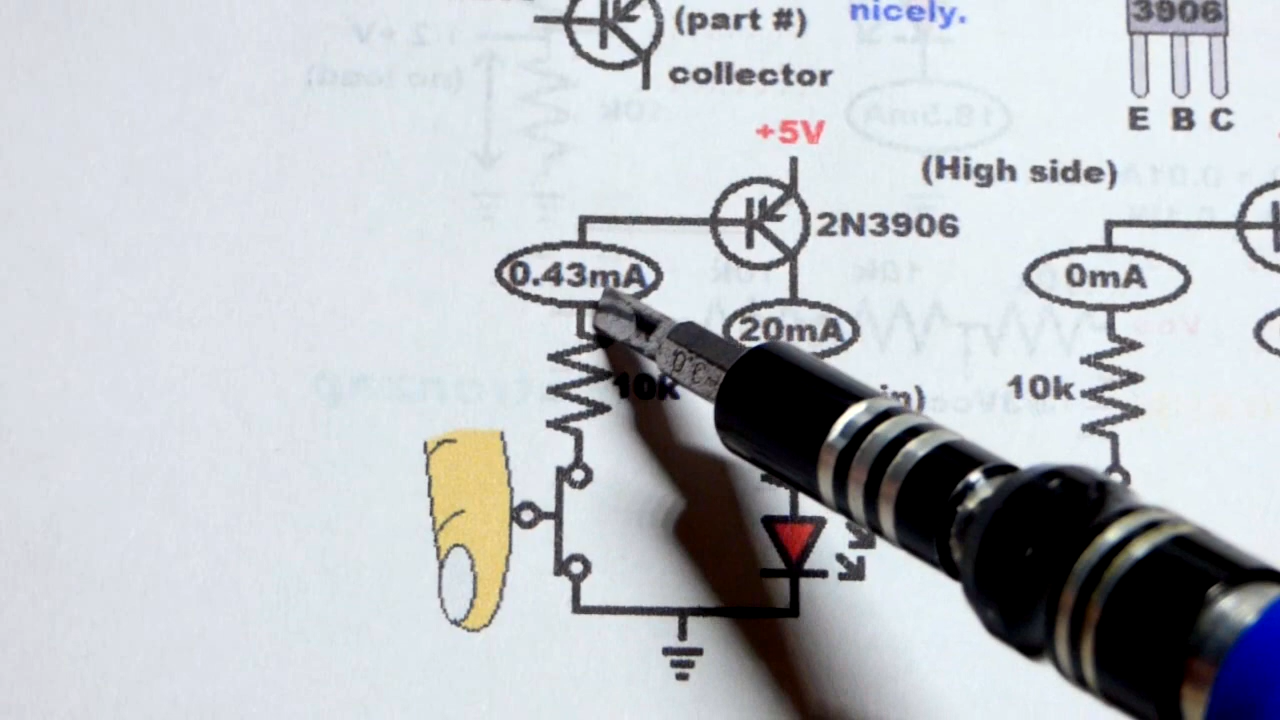 (part #)
nicely.
3906
collector
E B C
+5V
(High side)
2N3906
0.43mA
0mA
20mA
10k
10k